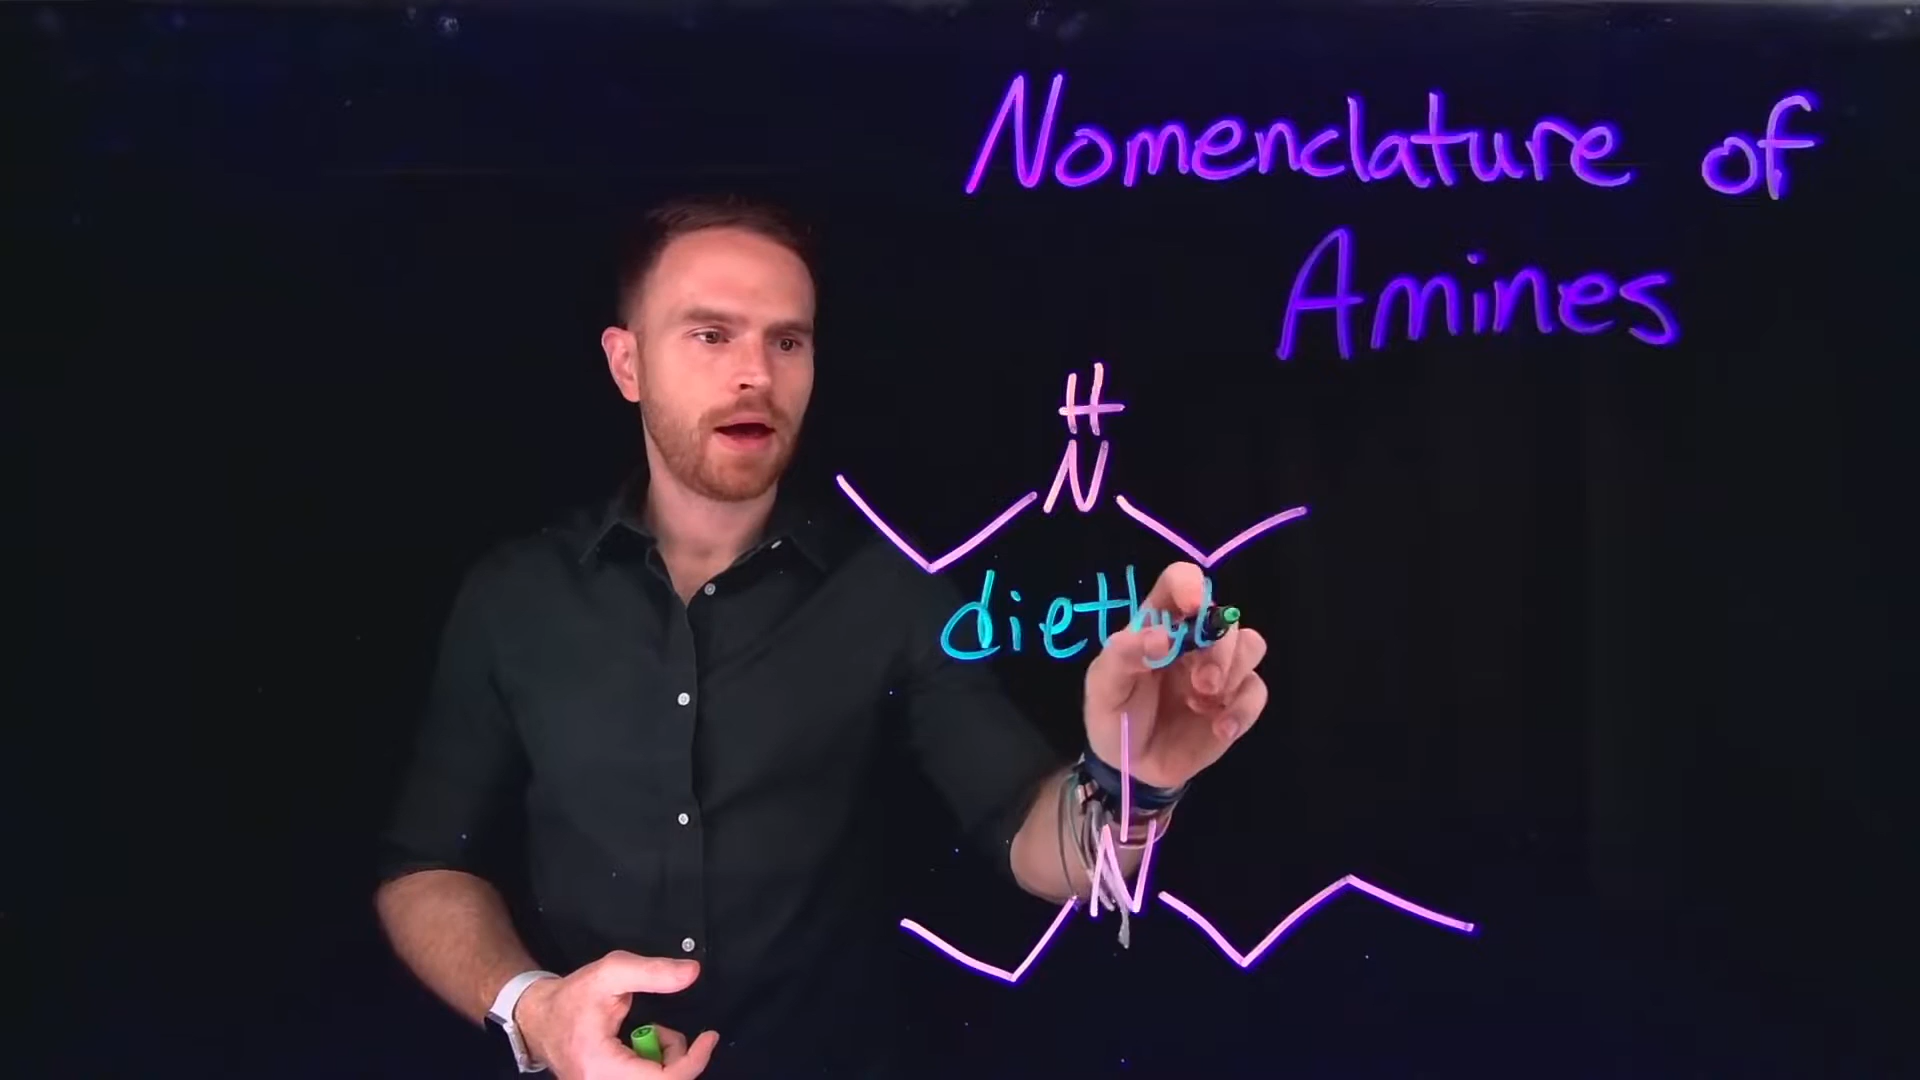 Nomenclature of
Amines
H
N
diethyl
N